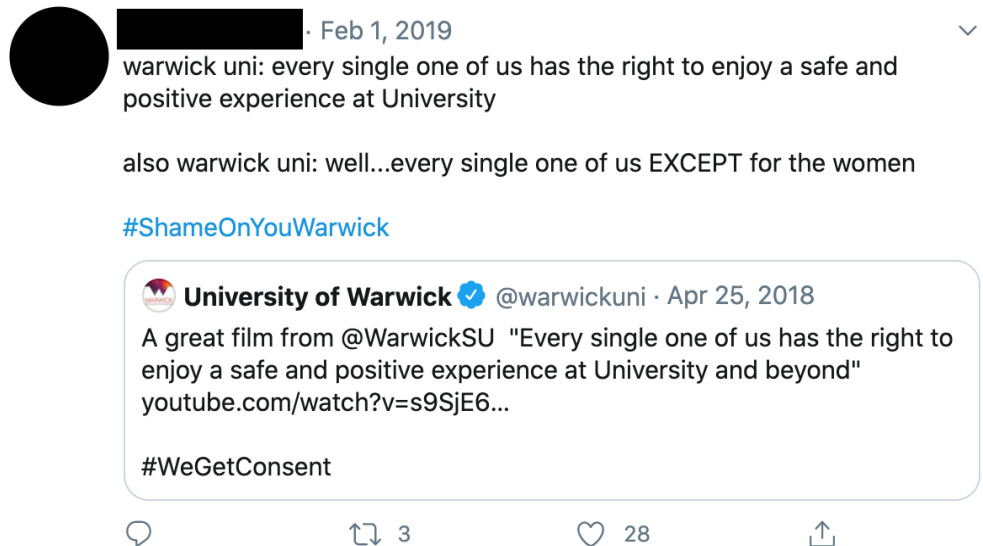 · Feb 1, 2019
warwick uni: every single one of us has the right to enjoy a safe and
positive experience at University
also warwick uni: well...every single one of us EXCEPT for the women
#ShameOnYouWarwick
WARWICK
University of Warwick @warwickuni · Apr 25, 2018
A great film from @WarwickSU "Every single one of us has the right to
enjoy a safe and positive experience at University and beyond"
youtube.com/watch?v=s9SjE6...
#WeGetConsent
3 28